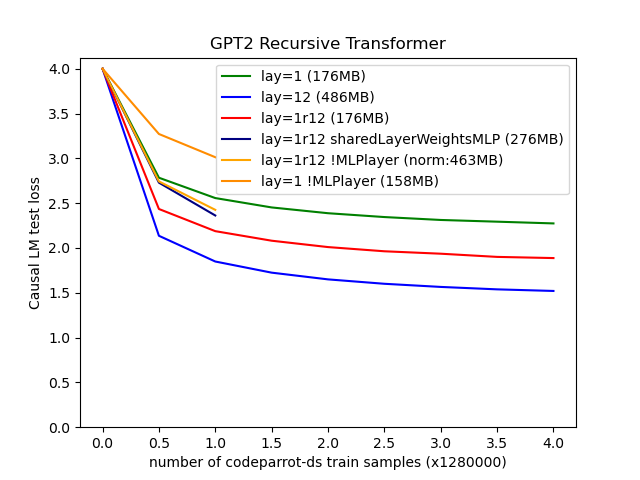 GPT2 Recursive Transformer
lay=1 (176MB)
lay=12 (486MB)
lay=1r12 (176MB)
lay=1r12 sharedLayerWeightsMLP (276MB)
lay=1r12 !MLPlayer (norm:463MB)
lay=1 !MLPlayer (158MB)
Causal LM test loss
4.0
3.5
3.0
2.5
2.0
1.5
1.0
0.5
0.0
0.0 0.5 1.0 1.5 2.0 2.5 3.0 3.5 4.0
number of codeparrot-ds train samples (x1280000)